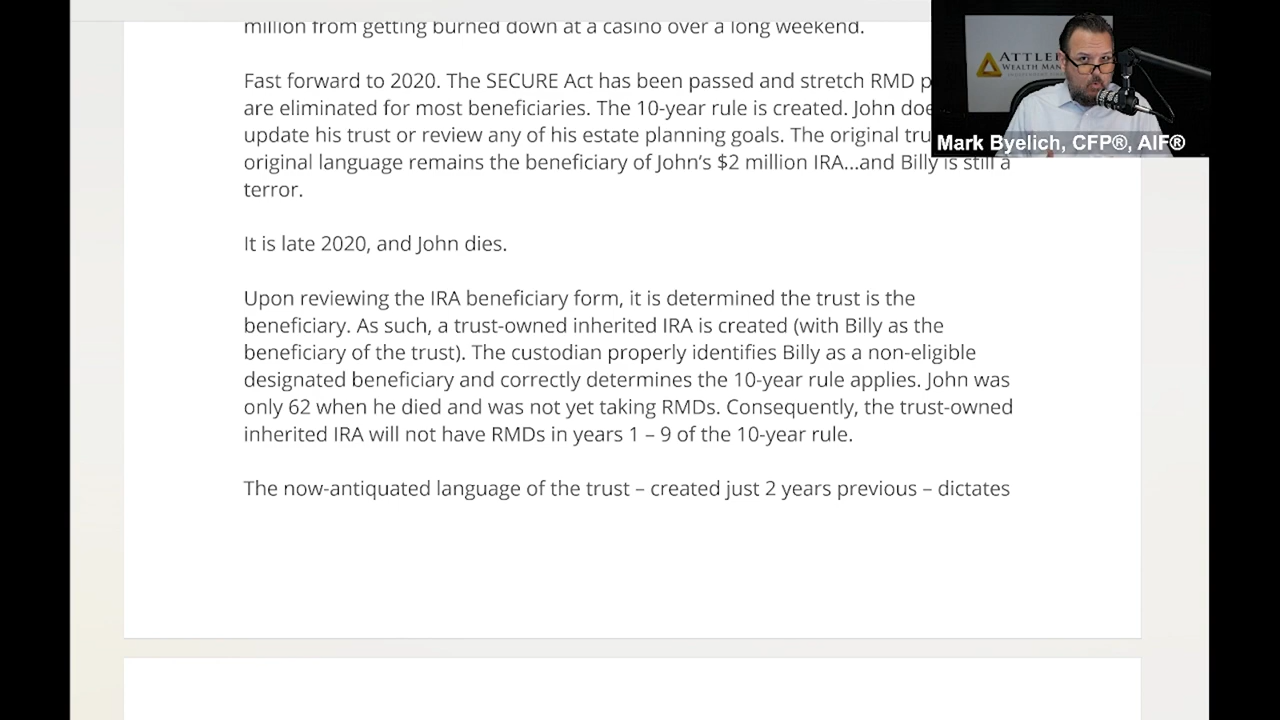 million from getting burned down at a casino over a long weekend.
Fast forward to 2020. The SECURE Act has been passed and stretch RMD p
are eliminated for most beneficiaries. The 10-year rule is created. John doe
update his trust or review any of his estate planning goals. The original tru
original language remains the beneficiary of John's $2 million IRA...and Billy is still a
terror.
It is late 2020, and John dies.
Upon reviewing the IRA beneficiary form, it is determined the trust is the
beneficiary. As such, a trust-owned inherited IRA is created (with Billy as the
beneficiary of the trust). The custodian properly identifies Billy as a non-eligible
designated beneficiary and correctly determines the 10-year rule applies. John was
only 62 when he died and was not yet taking RMDs. Consequently, the trust-owned
inherited IRA will not have RMDs in years 1 – 9 of the 10-year rule.
The now-antiquated language of the trust – created just 2 years previous – dictates
ATTLE
WEALTH MAN
Mark Byelich, CFP®, AIF®